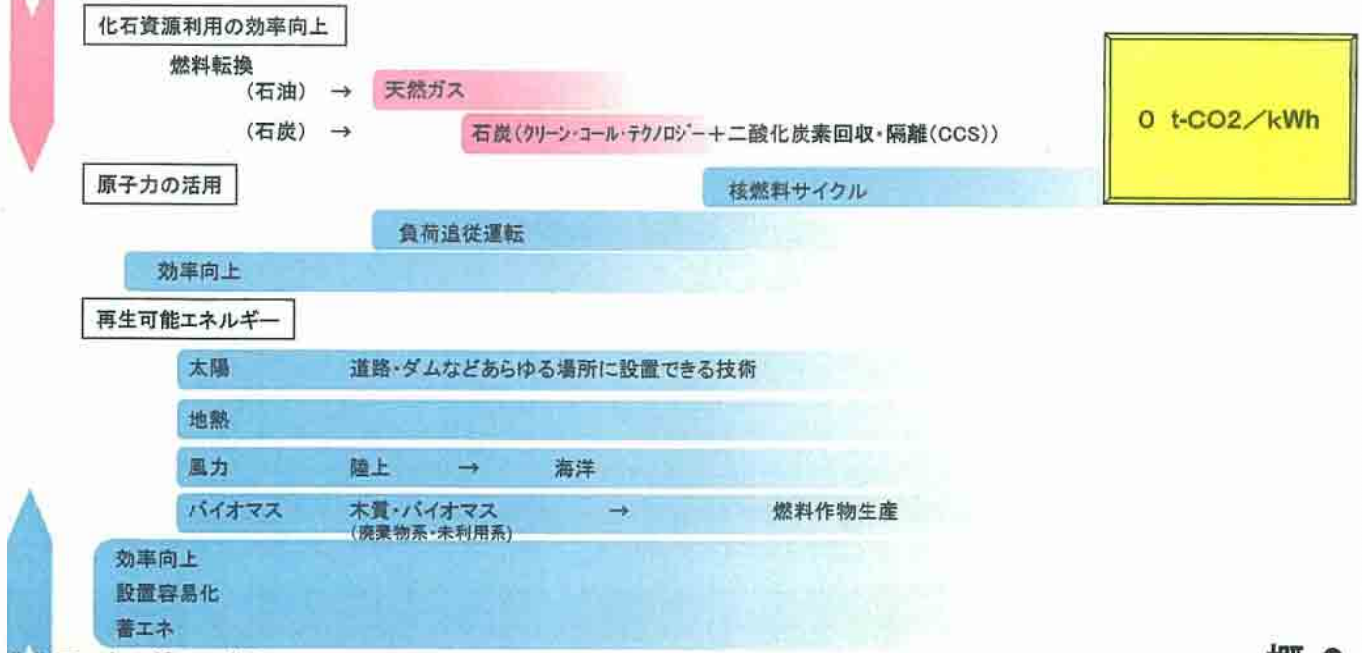 化石資源利用の効率向上
燃料転換
(石油) → 天然ガス
(石炭) → 石炭(クリーン・コール・テクノロジー+二酸化炭素回収・隔離(CCS))
0 t-CO2/kWh
原子力の活用
核燃料サイクル
負荷追従運転
効率向上
再生可能エネルギー
太陽 道路・ダムなどあらゆる場所に設置できる技術
地熱
風力 陸上 → 海洋
バイオマス 木質・バイオマス → 燃料作物生産
(廃棄物系・未利用系)
効率向上
設置容易化
蓄エネ